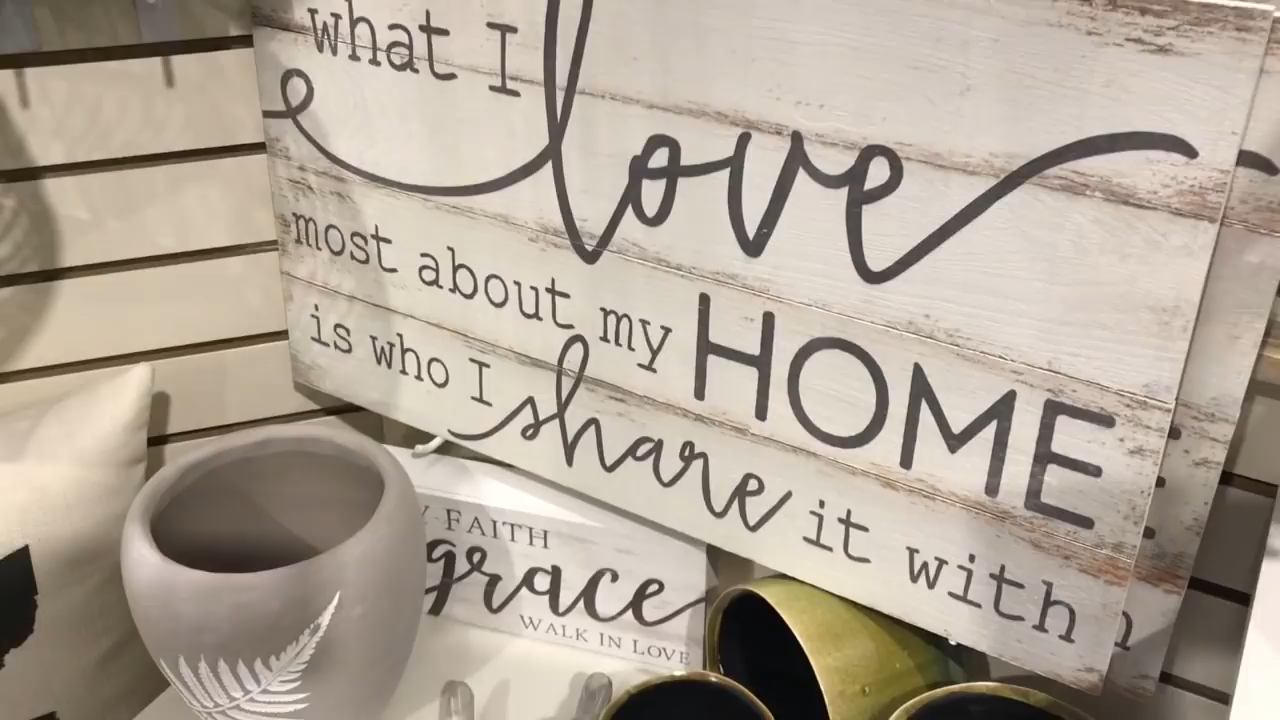 what I love
most about my HOME
is who I share it with
FAITH
grace
WALK IN LOVE